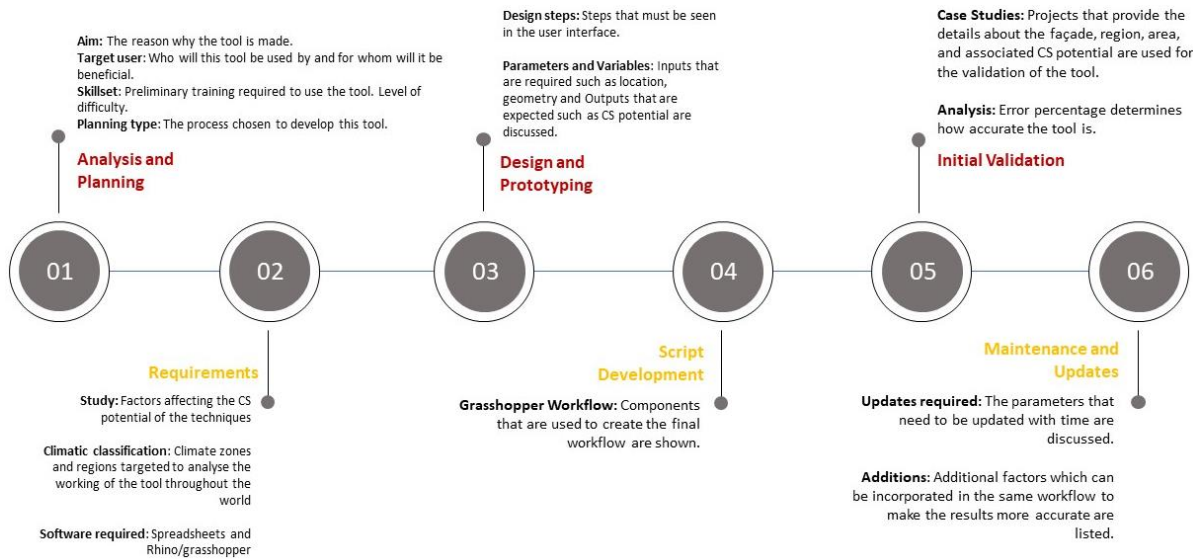 Aim: The reason why the tool is made.
Target user: Who will this tool be used by and for whom will it be
beneficial.
Skillset: Preliminary training required to use the tool. Level of
difficulty.
Planning type: The process chosen to develop this tool.
Analysis and
Planning
Design steps: Steps that must be seen
in the user interface.
Parameters and Variables: Inputs that
are required such as location,
geometry and Outputs that are
expected such as CS potential are
discussed.
Design and
Prototyping
Case Studies: Projects that provide the
details about the façade, region, area,
and associated CS potential are used for
the validation of the tool.
Analysis: Error percentage determines
how accurate the tool is.
Initial Validation
01
02
03
04
05
06
Requirements
Study: Factors affecting the CS
potential of the techniques
Climatic classification: Climate zones
and regions targeted to analyse the
working of the tool throughout the
world
Software required: Spreadsheets and
Rhino/grasshopper
Script
Development
Grasshopper Workflow: Components
that are used to create the final
workflow are shown.
Maintenance and
Updates
Updates required: The parameters that
need to be updated with time are
discussed.
Additions: Additional factors which can
be incorporated in the same workflow to
make the results more accurate are
listed.